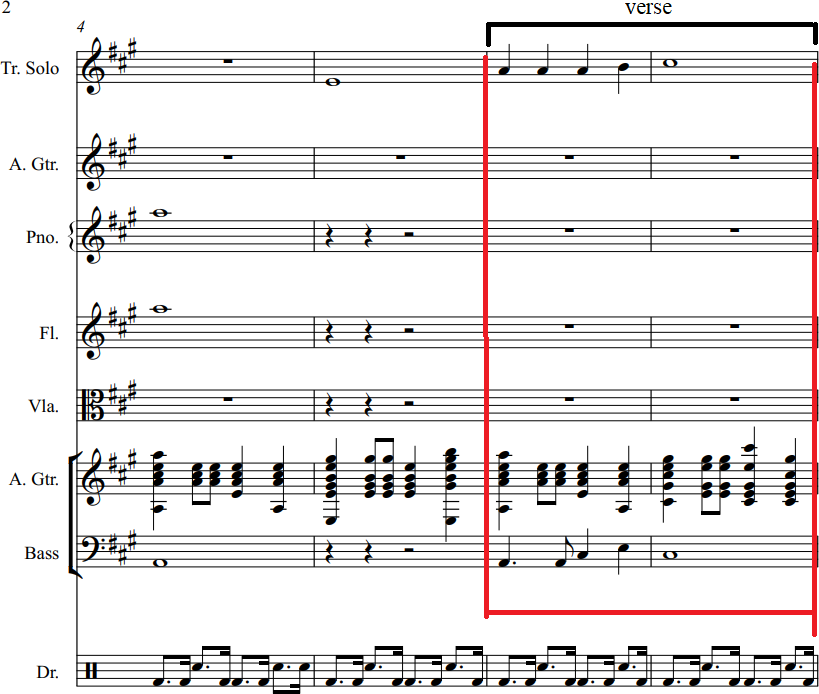 2
verse
4
Tr. Solo
A. Gtr.
Pno.
Fl.
Vla.
A. Gtr.
Bass
Dr.